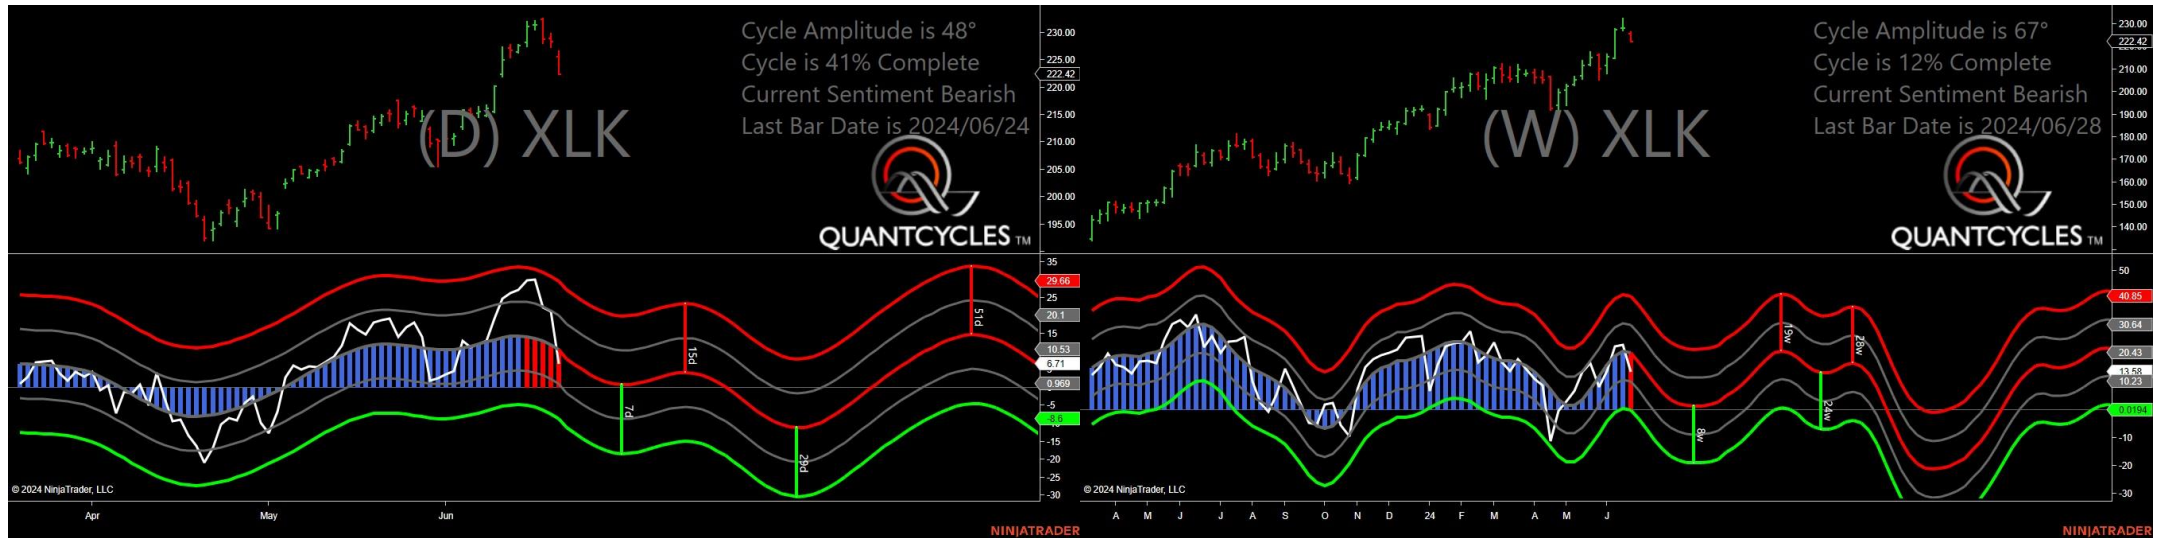 Cycle Amplitude is 48°
Cycle is 41% Complete
Current Sentiment Bearish
Last Bar Date is 2024/06/24
(D) XLK
QUANTCYCLES TM
230.00
225.00
222.42
220.00
215.00
210.00
205.00
200.00
195.00
35
29.66
25
20.1
15
10.53
6.71
0.969
-5
-8.6
-15
-20
-25
-30
7d
15d
29d
51d
© 2024 NinjaTrader, LLC
Apr May Jun
NINJATRADER
Cycle Amplitude is 67°
Cycle is 12% Complete
Current Sentiment Bearish
Last Bar Date is 2024/06/28
(W) XLK
QUANTCYCLES TM
230.00
222.42
210.00
200.00
190.00
180.00
170.00
160.00
150.00
140.00
50
40.85
30.64
20.43
13.58
10.23
0.0194
-10
-20
-30
8w
19w
24w
28w
© 2024 NinjaTrader, LLC
A M J J A S O N D 24 F M A M J
NINJATRADER